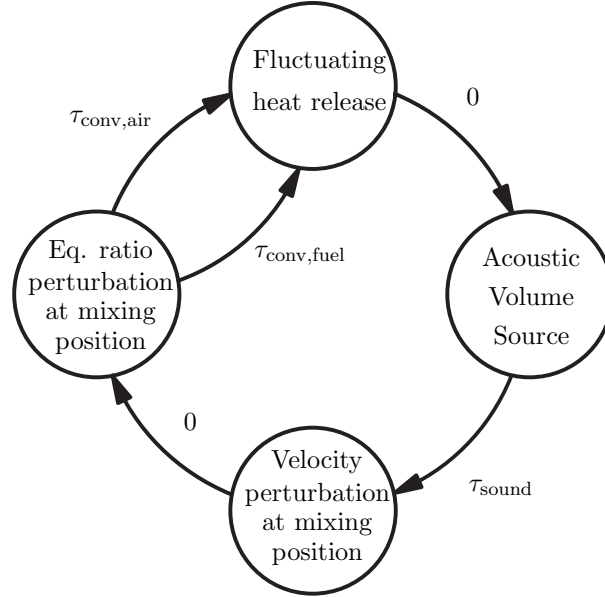 Fluctuating
heat release
0
τconv,air
τconv,fuel
Eq. ratio
perturbation
at mixing
position
Acoustic
Volume
Source
0
τsound
Velocity
perturbation
at mixing
position